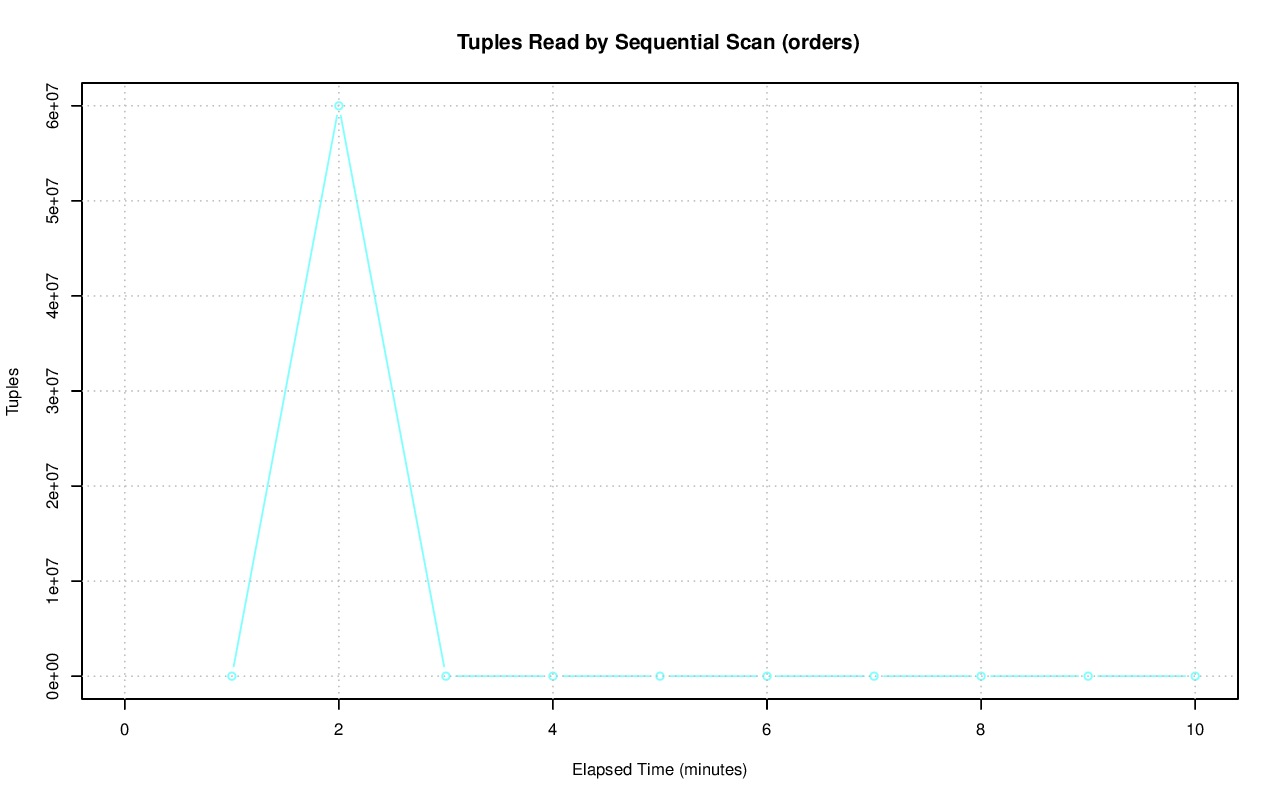 Tuples Read by Sequential Scan (orders)
6e+07
5e+07
4e+07
3e+07
2e+07
1e+07
0e+00
Tuples
0 2 4 6 8 10
Elapsed Time (minutes)